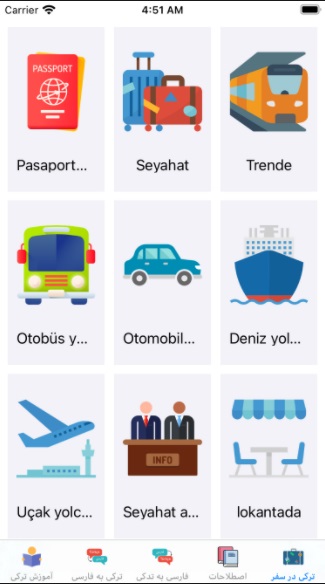 Carrier 4:51 AM
PASSPORT
Pasaport... Seyahat Trende
Otobüs y... Otomobil... Deniz yol...
INFO
Uçak yolc... Seyahat a... lokantada
آموزش ترکی ترکی به فارسی فارسی به تدکی اصطلاحات ترکی در سفر